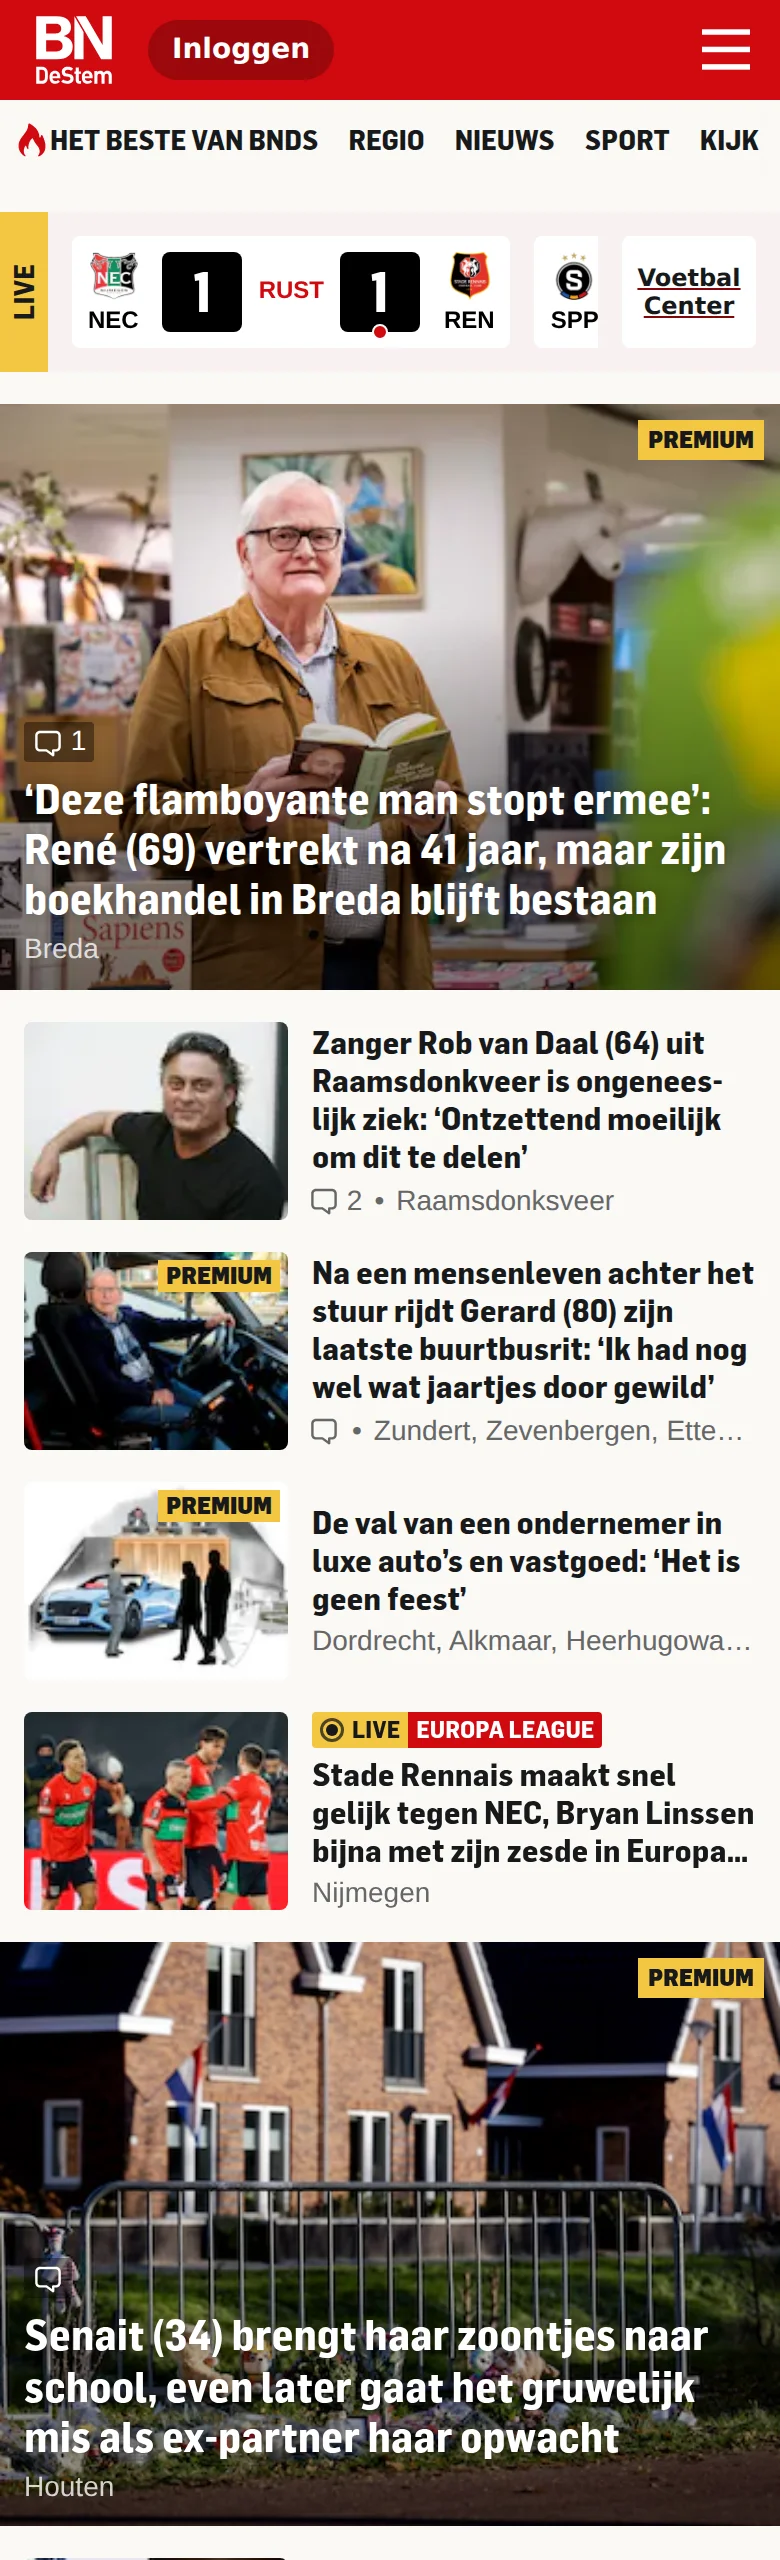 BN
DeStem
Inloggen
HET BESTE VAN BNDS REGIO NIEUWS SPORT KIJK
LIVE
NEC
NEC
1
RUST
1
REN
S
SPP
Voetbal
Center
PREMIUM
1
‘Deze flamboyante man stopt ermee’:
René (69) vertrekt na 41 jaar, maar zijn
boekhandel in Breda blijft bestaan
Sapiens
Breda
Zanger Rob van Daal (64) uit
Raamsdonkveer is ongenees-
lijk ziek: ‘Ontzettend moeilijk
om dit te delen’
2 • Raamsdonksveer
PREMIUM
Na een mensenleven achter het
stuur rijdt Gerard (80) zijn
laatste buurtbusrit: ‘Ik had nog
wel wat jaartjes door gewild’
• Zundert, Zevenbergen, Ette…
PREMIUM
De val van een ondernemer in
luxe auto’s en vastgoed: ‘Het is
geen feest’
Dordrecht, Alkmaar, Heerhugowa…
LIVE EUROPA LEAGUE
Stade Rennais maakt snel
gelijk tegen NEC, Bryan Linssen
bijna met zijn zesde in Europa…
Nijmegen
PREMIUM
Senait (34) brengt haar zoontjes naar
school, even later gaat het gruwelijk
mis als ex-partner haar opwacht
Houten